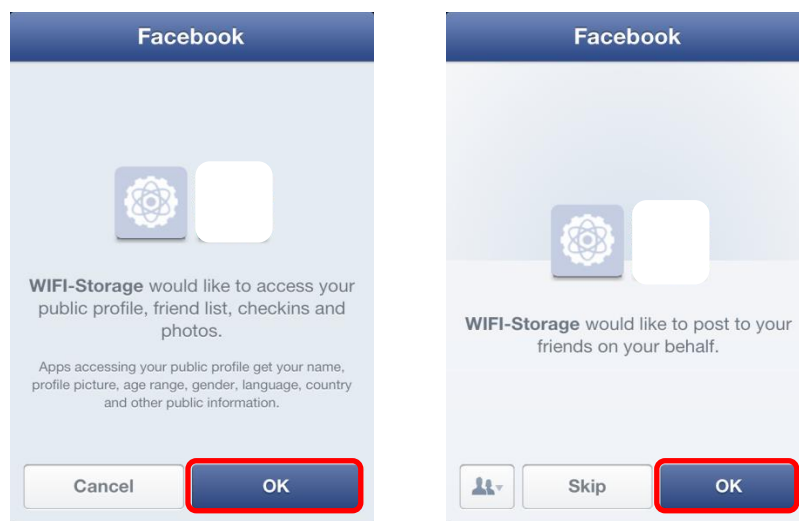 Facebook
WIFI-Storage would like to access your
public profile, friend list, checkins and
photos.
Apps accessing your public profile get your name,
profile picture, age range, gender, language, country
and other public information.
Cancel
OK
Facebook
WIFI-Storage would like to post to your
friends on your behalf.
Skip
OK